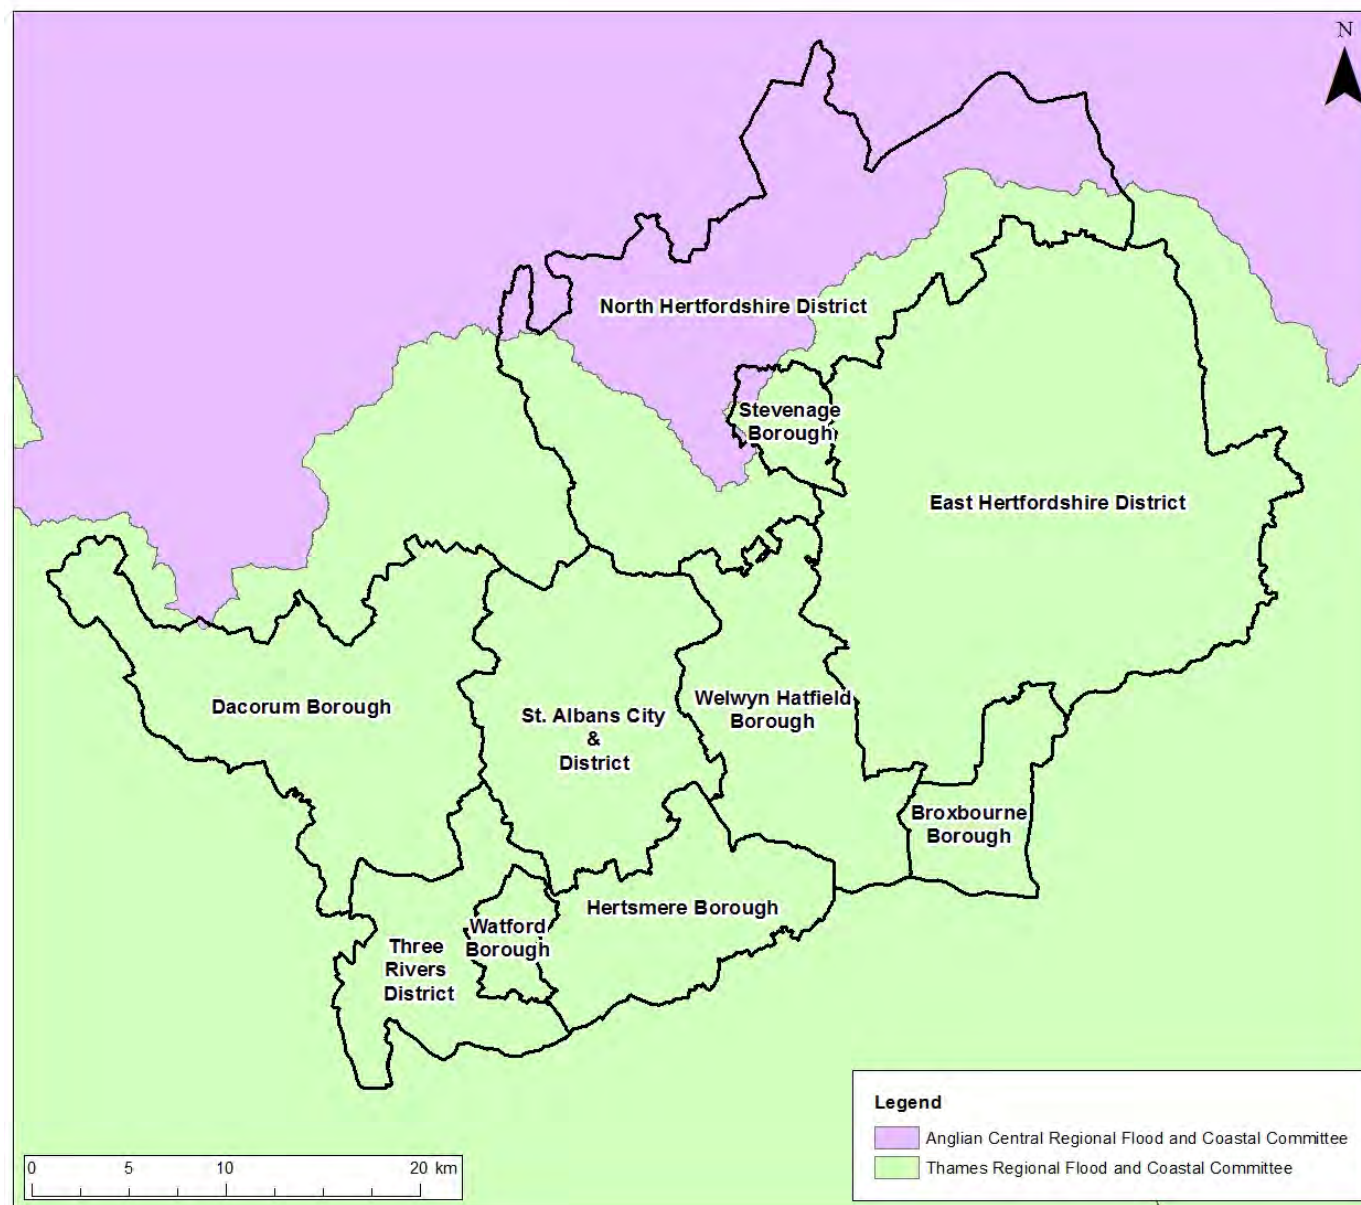 N
North Hertfordshire District
Stevenage
Borough
East Hertfordshire District
Dacorum Borough
St. Albans City
&
District
Welwyn Hatfield
Borough
Broxbourne
Borough
Hertsmere Borough
Watford
Borough
Three
Rivers
District
Legend
Anglian Central Regional Flood and Coastal Committee
Thames Regional Flood and Coastal Committee
0 5 10 20 km